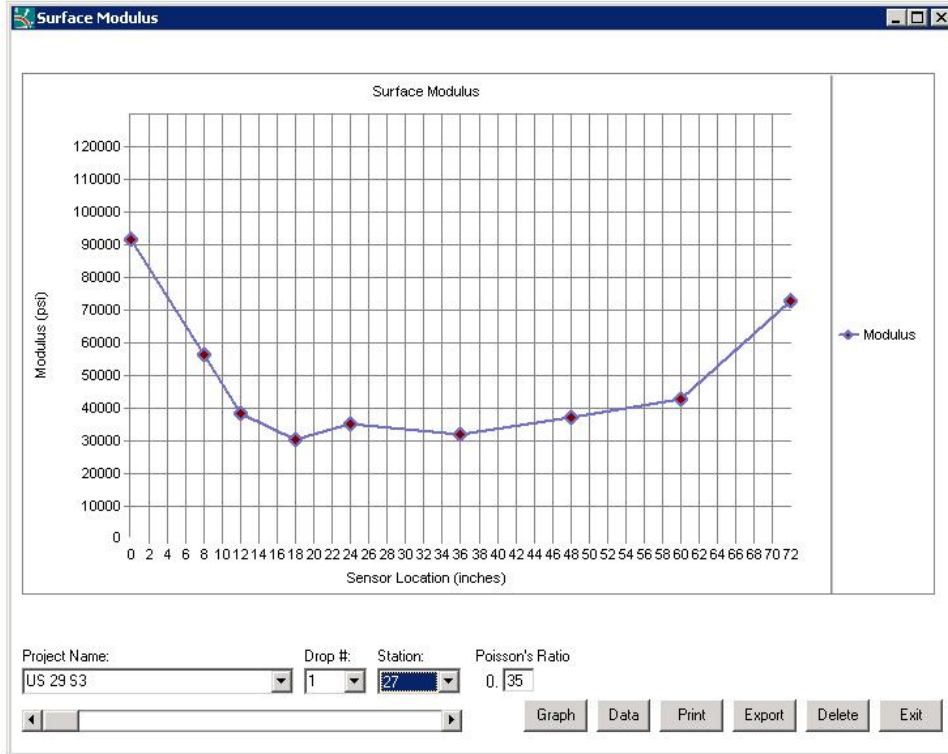 Surface Modulus
Surface Modulus
120000
110000
100000
90000
80000
70000
60000
50000
40000
30000
20000
10000
0
Modulus (psi)
0 2 4 6 8 10 12 14 16 18 20 22 24 26 28 30 32 34 36 38 40 42 44 46 48 50 52 54 56 58 60 62 64 66 68 70 72
Sensor Location (inches)
Modulus
Project Name: Drop #: Station: Poisson's Ratio
US 29 S3 1 27 0. 35
Graph Data Print Export Delete Exit